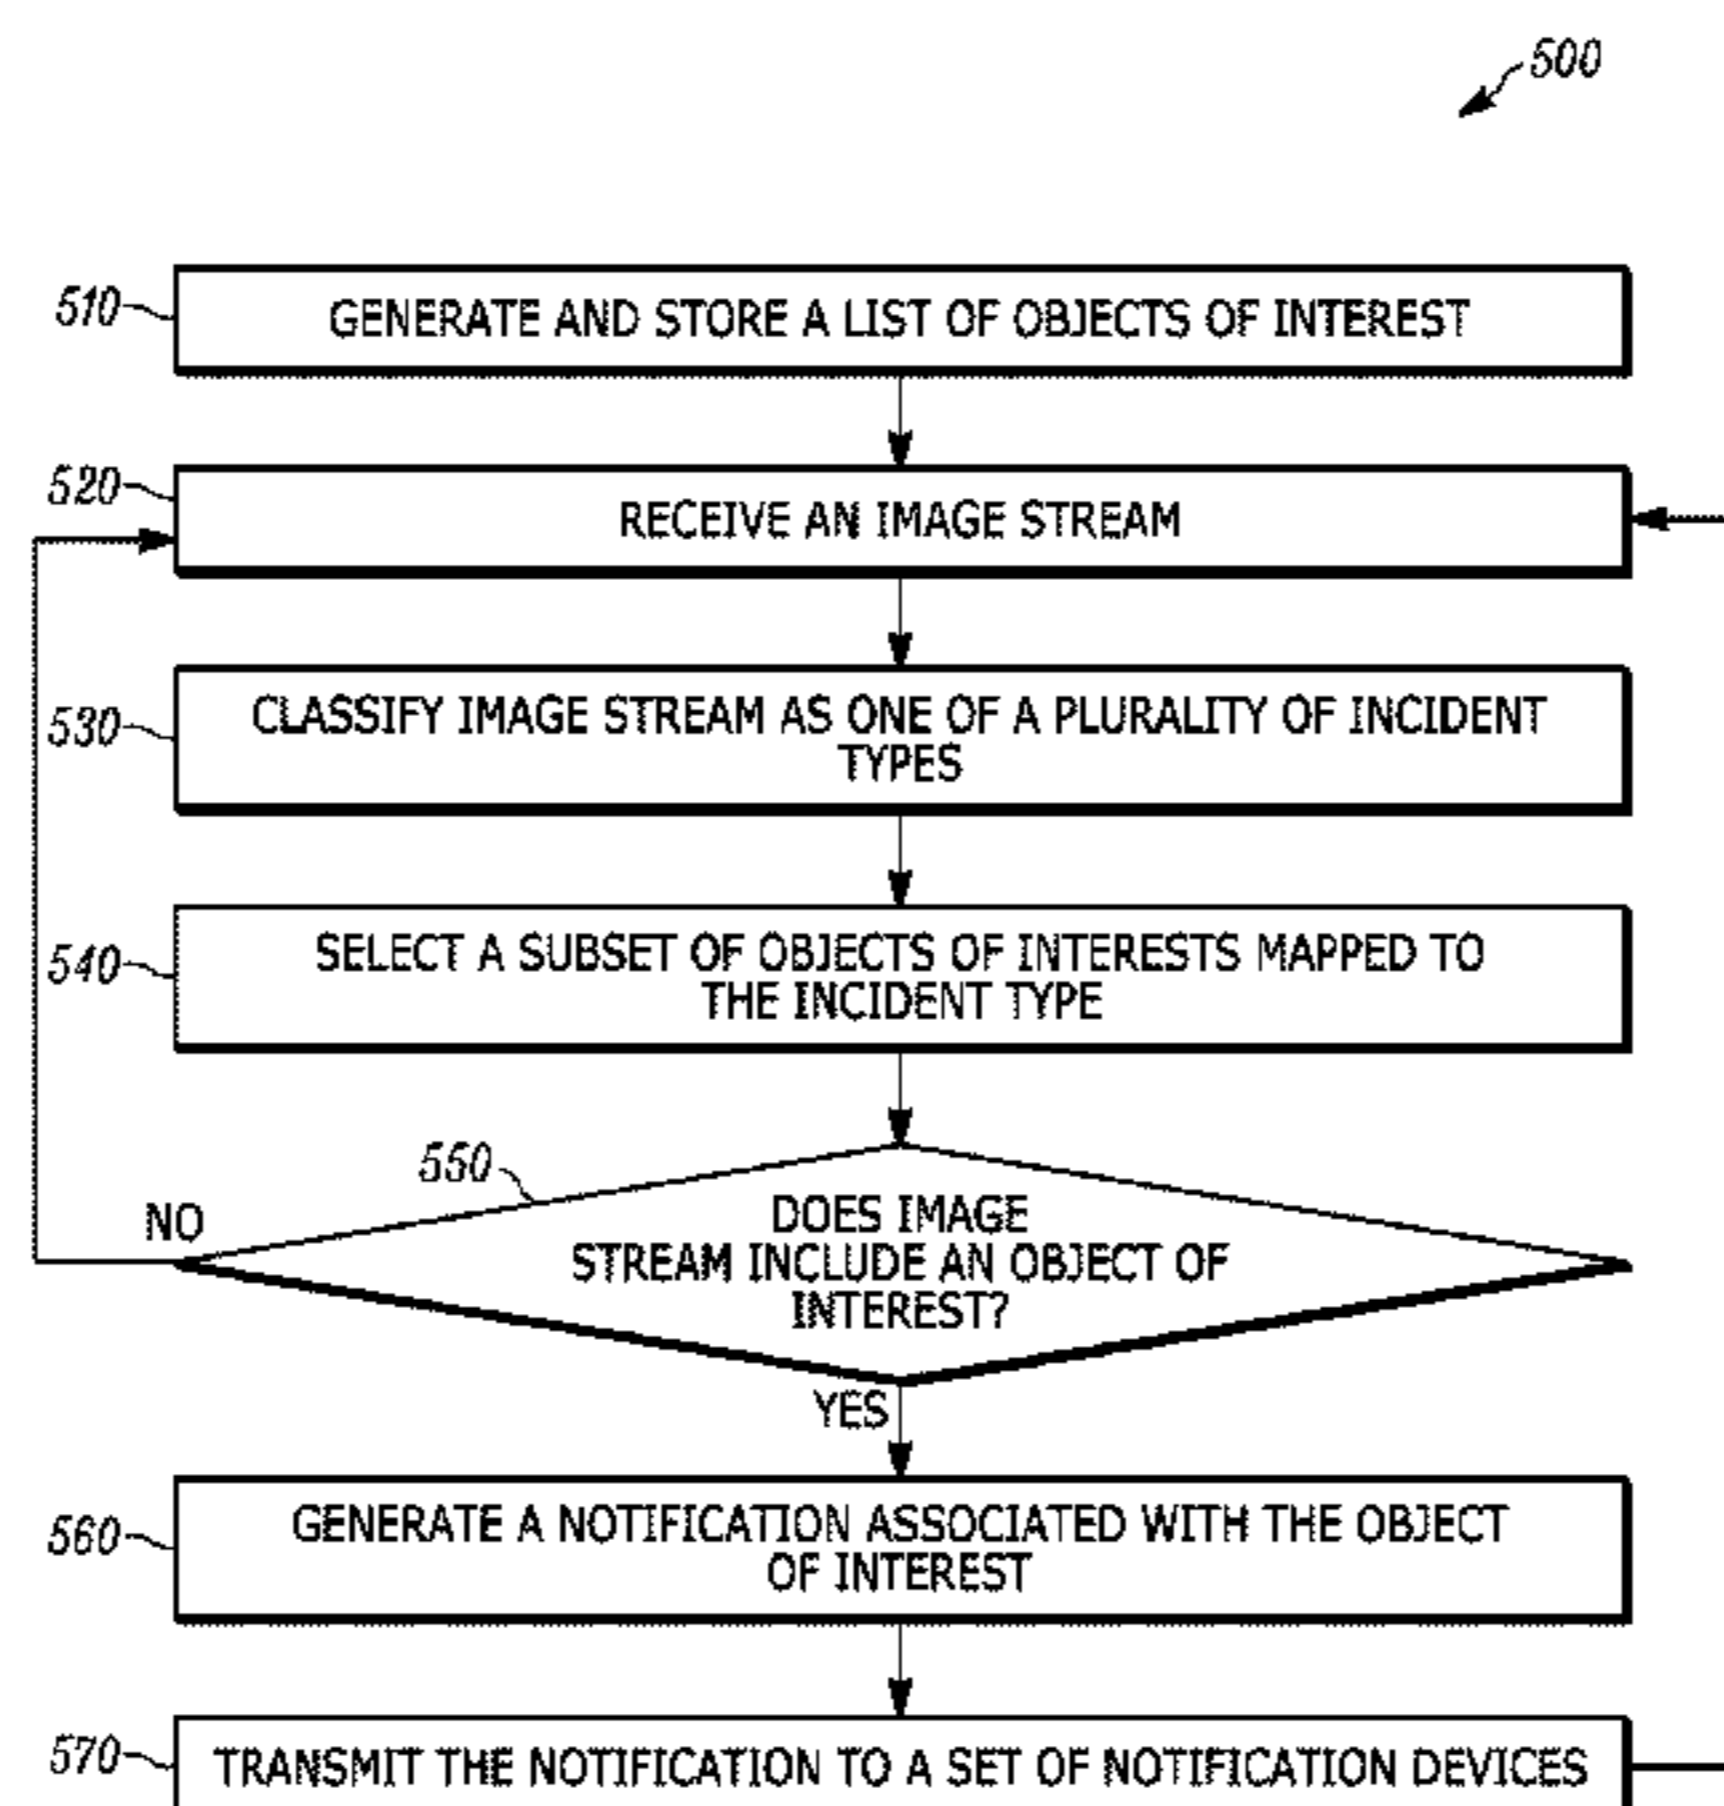 500
510
GENERATE AND STORE A LIST OF OBJECTS OF INTEREST
520
RECEIVE AN IMAGE STREAM
530
CLASSIFY IMAGE STREAM AS ONE OF A PLURALITY OF INCIDENT
TYPES
540
SELECT A SUBSET OF OBJECTS OF INTERESTS MAPPED TO
THE INCIDENT TYPE
550
NO
DOES IMAGE
STREAM INCLUDE AN OBJECT OF
INTEREST?
YES
560
GENERATE A NOTIFICATION ASSOCIATED WITH THE OBJECT
OF INTEREST
570
TRANSMIT THE NOTIFICATION TO A SET OF NOTIFICATION DEVICES